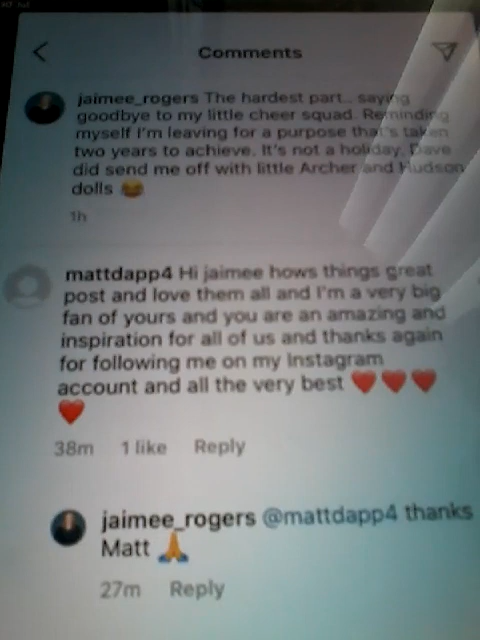 Comments
jaimee_rogers The hardest part.. saying
goodbye to my little cheer squad. Reminding
myself I'm leaving for a purpose that's taken
two years to achieve. It's not a holiday. Dave
did send me off with little Archer and Hudson
dolls 😂
1h
mattdapp4 Hi jaimee hows things great
post and love them all and I'm a very big
fan of yours and you are an amazing and
inspiration for all of us and thanks again
for following me on my Instagram
account and all the very best ❤️❤️❤️
❤️
38m 1 like Reply
jaimee_rogers @mattdapp4 thanks
Matt 🙏
27m Reply